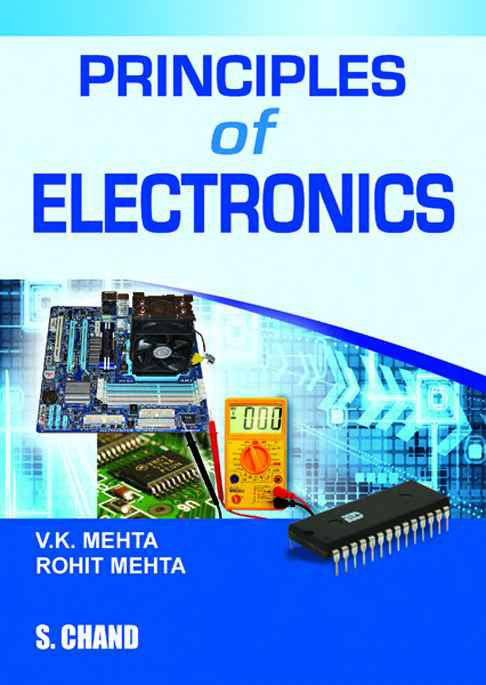 PRINCIPLES
of
ELECTRONICS
000
V.K. MEHTA
ROHIT MEHTA
S. CHAND